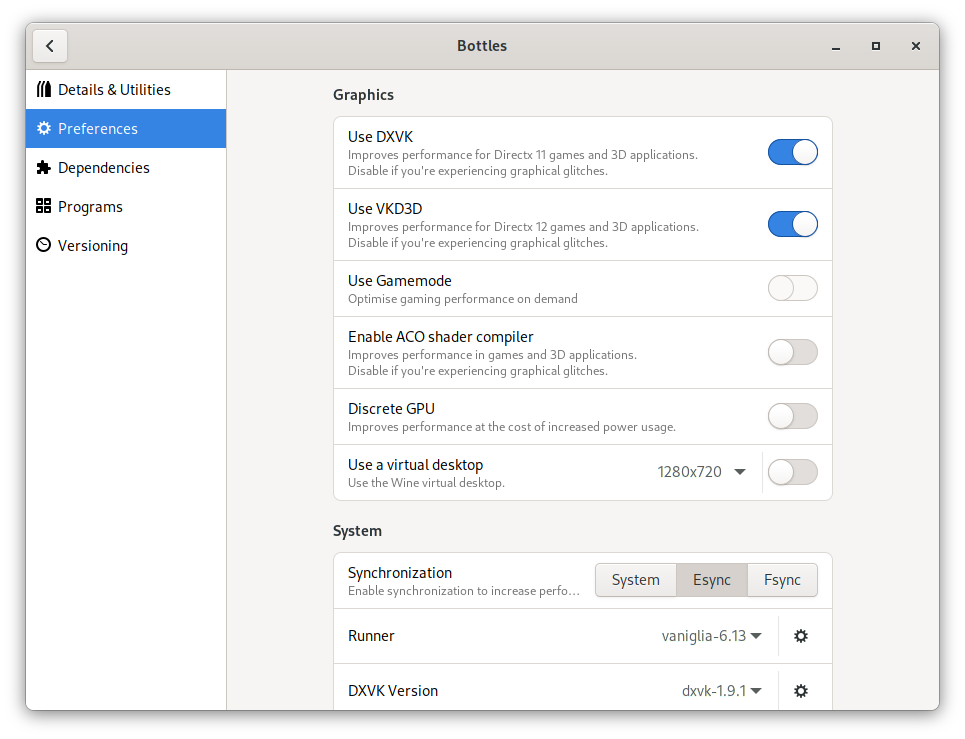 Bottles
Details & Utilities
Preferences
Dependencies
Programs
Versioning
Graphics
Use DXVK
Improves performance for Directx 11 games and 3D applications.
Disable if you're experiencing graphical glitches.
Use VKD3D
Improves performance for Directx 12 games and 3D applications.
Disable if you're experiencing graphical glitches.
Use Gamemode
Optimise gaming performance on demand
Enable ACO shader compiler
Improves performance in games and 3D applications.
Disable if you're experiencing graphical glitches.
Discrete GPU
Improves performance at the cost of increased power usage.
Use a virtual desktop
Use the Wine virtual desktop.
1280x720
System
Synchronization
Enable synchronization to increase perfo…
System Esync Fsync
Runner vaniglia-6.13
DXVK Version dxvk-1.9.1